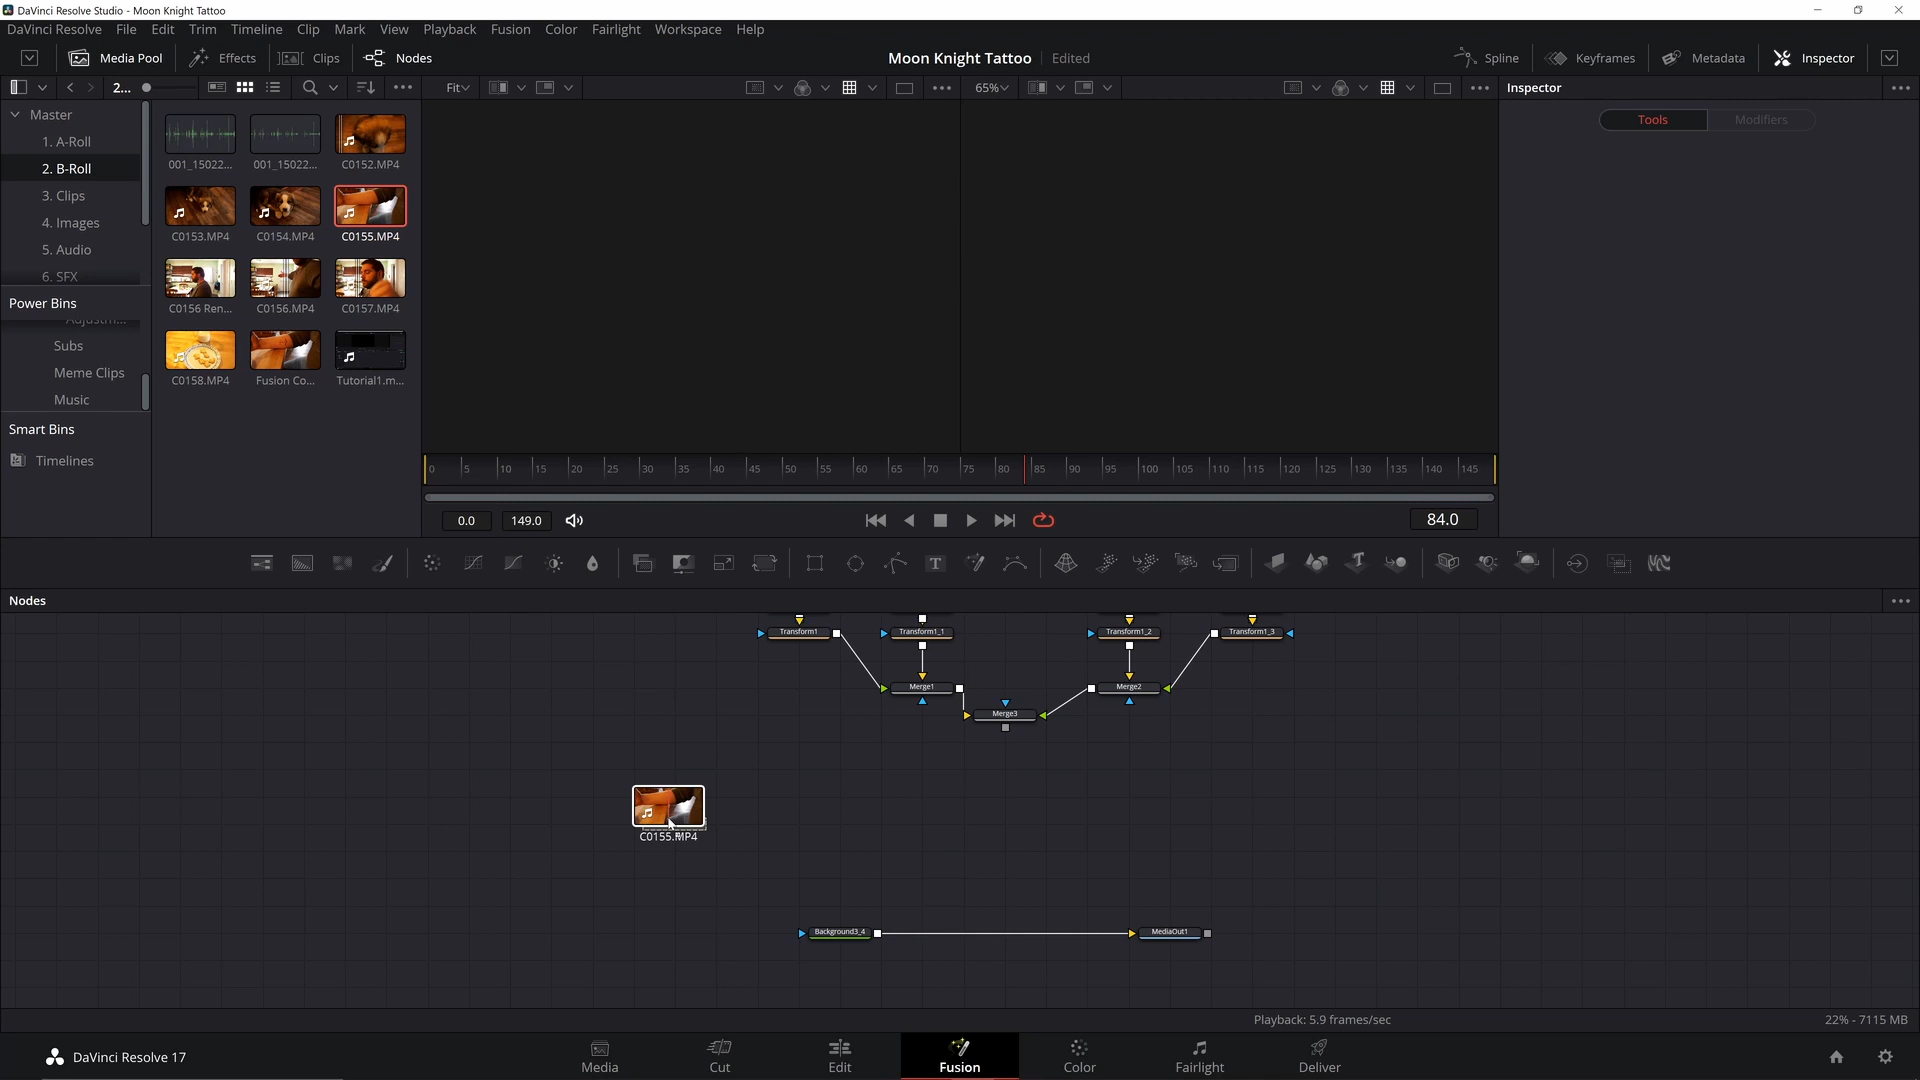 DaVinci Resolve Studio - Moon Knight Tattoo
DaVinci Resolve File Edit Trim Timeline Clip Mark View Playback Fusion Color Fairlight Workspace Help
Media Pool Effects Clips Nodes Moon Knight Tattoo Edited Spline Keyframes Metadata Inspector
2... Fit 65% Inspector
Master
1. A-Roll
2. B-Roll
3. Clips
4. Images
5. Audio
6. SFX
Power Bins
Adjustm...
Subs
Meme Clips
Music
Smart Bins
Timelines
001_15022... 001_15022... C0152.MP4
C0153.MP4 C0154.MP4 C0155.MP4
C0156 Ren... C0156.MP4 C0157.MP4
C0158.MP4 Fusion Co... Tutorial1.m...
Tools Modifiers
0 5 10 15 20 25 30 35 40 45 50 55 60 65 70 75 80 85 90 95 100 105 110 115 120 125 130 135 140 145
0.0 149.0 84.0
Nodes
Transform1 Transform1_1 Transform1_2 Transform1_3
Merge1 Merge2
Merge3
C0155.MP4
Background3_4 MediaOut1
Playback: 5.9 frames/sec 22% - 7115 MB
DaVinci Resolve 17 Media Cut Edit Fusion Color Fairlight Deliver